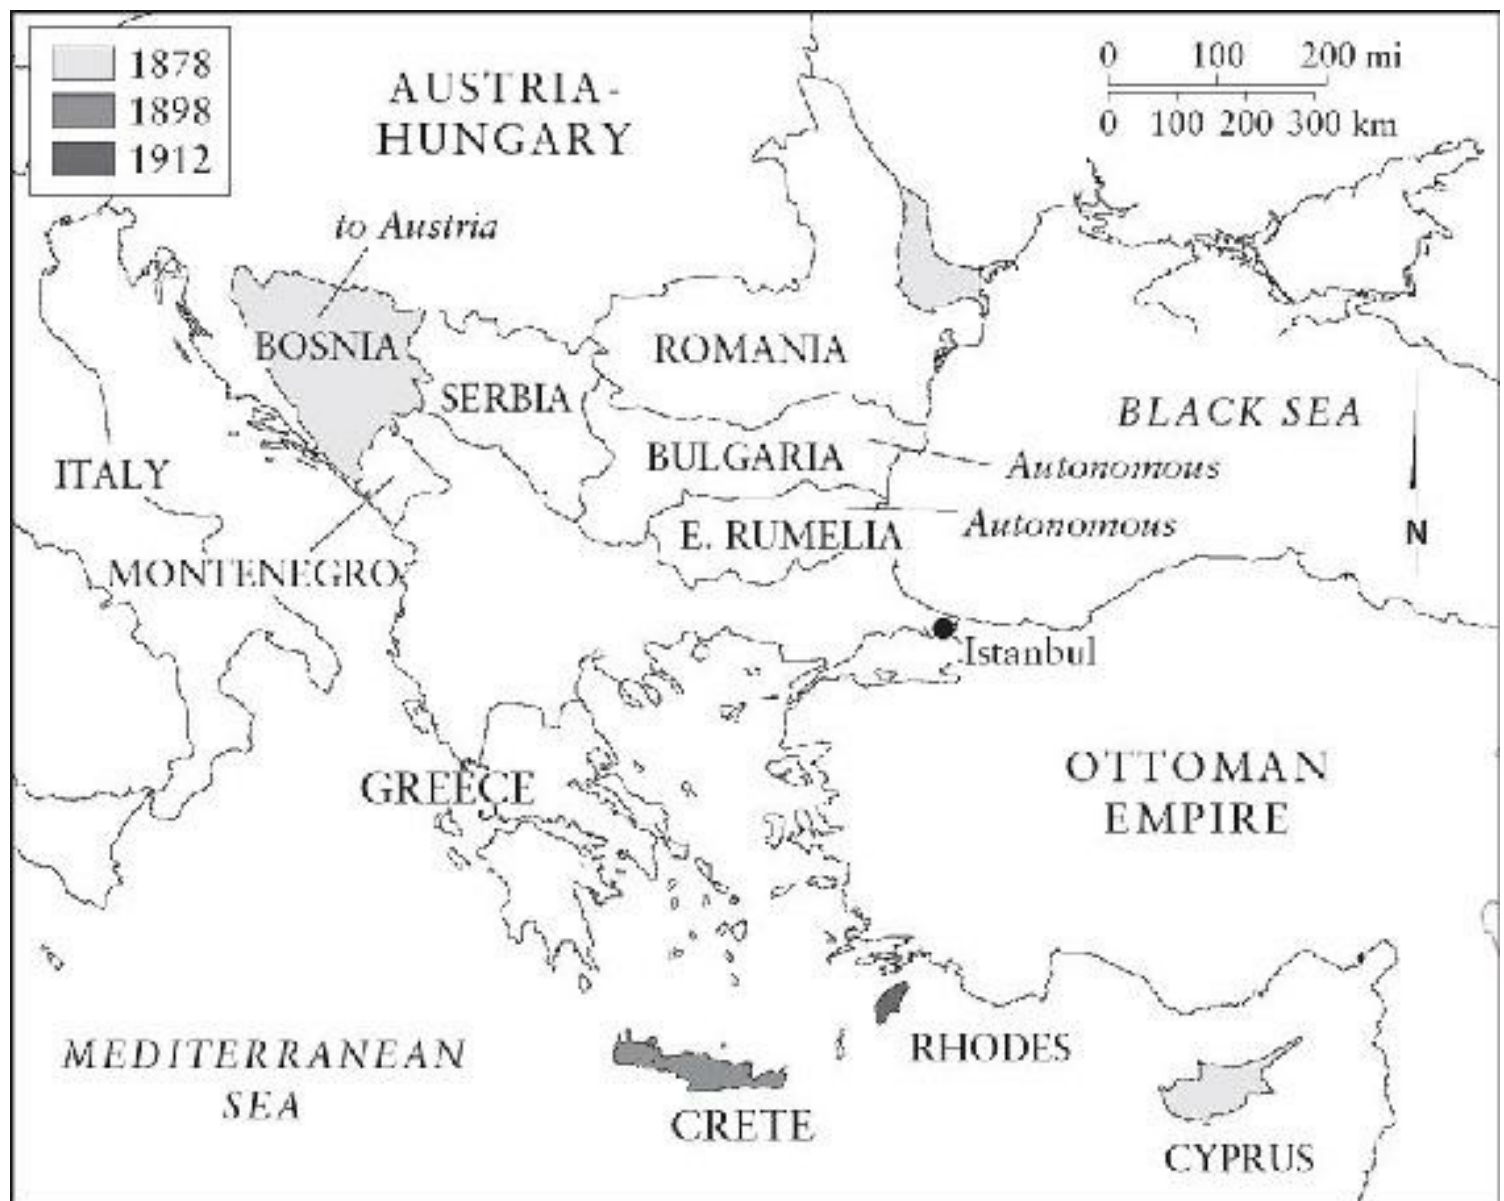 1878
1898
1912
AUSTRIA-
HUNGARY
0 100 200 mi
0 100 200 300 km
to Austria
BOSNIA
SERBIA
ROMANIA
BLACK SEA
ITALY
BULGARIA
Autonomous
E. RUMELIA
Autonomous
N
MONTENEGRO
Istanbul
GREECE
OTTOMAN
EMPIRE
MEDITERRANEAN
SEA
RHODES
CRETE
CYPRUS